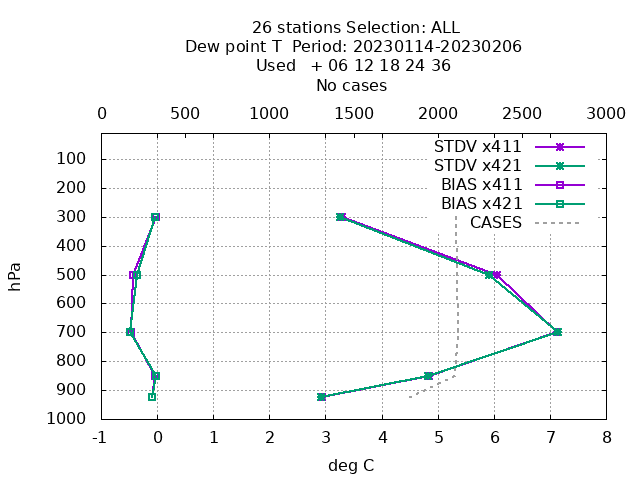 26 stations Selection: ALL
Dew point T  Period: 20230114-20230206
Used   + 06 12 18 24 36
No cases
0 500 1000 1500 2000 2500 3000
STDV x411
STDV x421
BIAS x411
BIAS x421
CASES
100
200
300
400
500
600
700
800
900
1000
hPa
-1 0 1 2 3 4 5 6 7 8
deg C